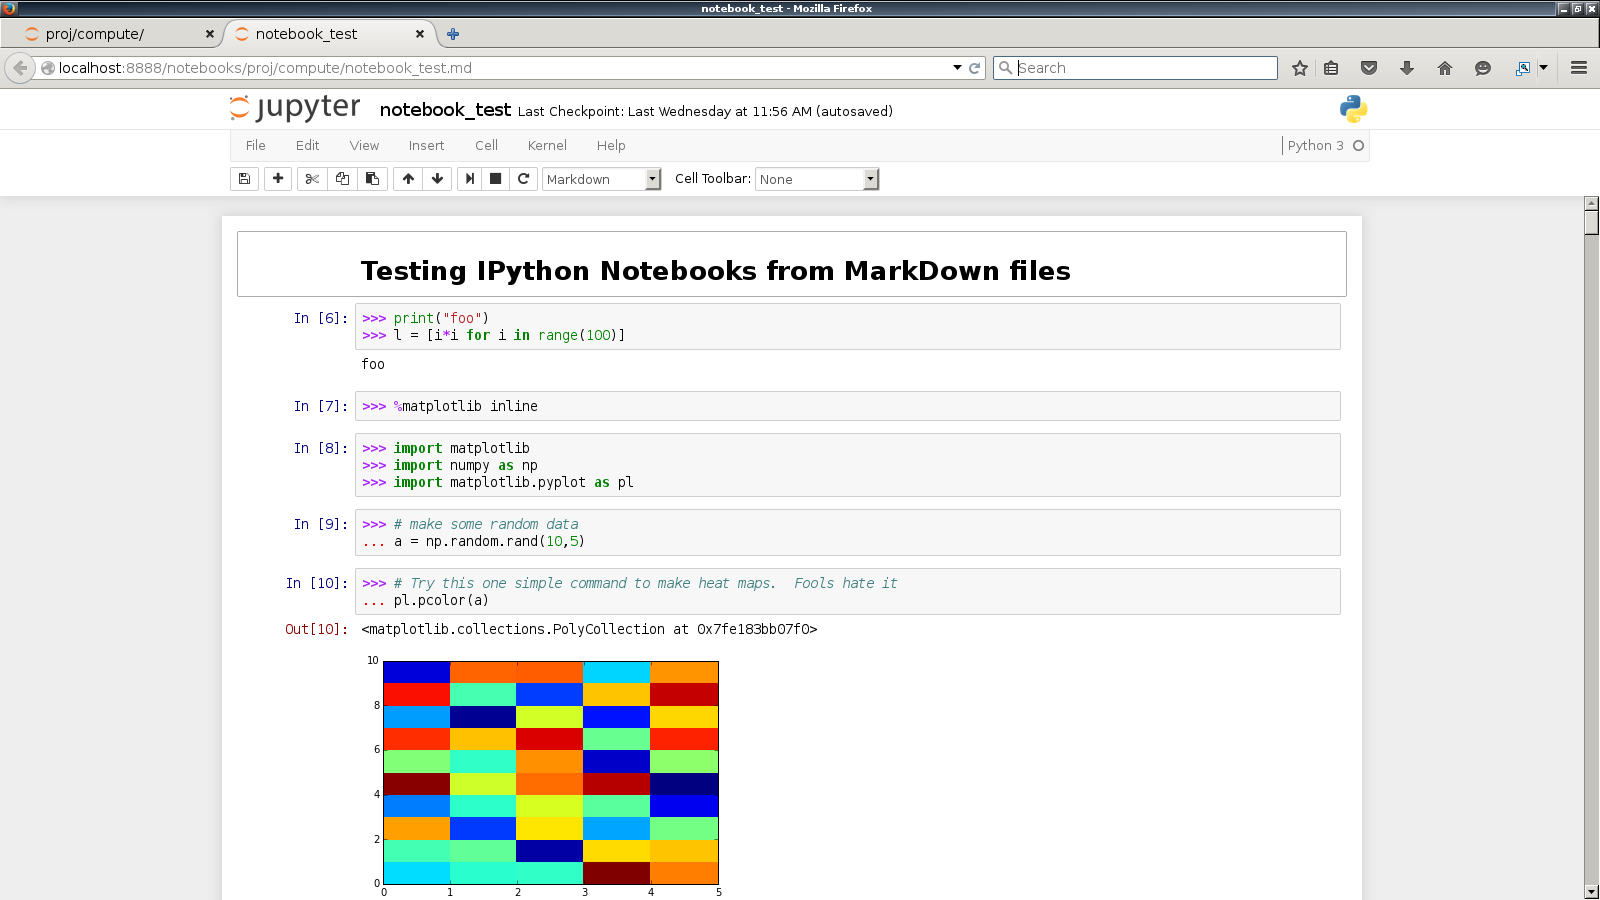 notebook_test - Mozilla Firefox
proj/compute/
notebook_test
localhost:8888/notebooks/proj/compute/notebook_test.md
Search
jupyter
notebook_test Last Checkpoint: Last Wednesday at 11:56 AM (autosaved)
File Edit View Insert Cell Kernel Help
Python 3
Markdown
Cell Toolbar: None
Testing IPython Notebooks from MarkDown files
In [6]: >>> print("foo")
>>> l = [i*i for i in range(100)]
foo
In [7]: >>> %matplotlib inline
In [8]: >>> import matplotlib
>>> import numpy as np
>>> import matplotlib.pyplot as pl
In [9]: >>> # make some random data
... a = np.random.rand(10,5)
In [10]: >>> # Try this one simple command to make heat maps.  Fools hate it
... pl.pcolor(a)
Out[10]: <matplotlib.collections.PolyCollection at 0x7fe183bb07f0>
10
8
6
4
2
0
0 1 2 3 4 5